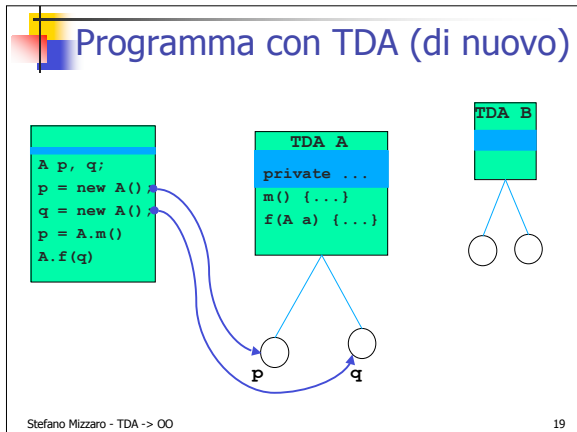 Programma con TDA (di nuovo)
A p, q;
p = new A();
q = new A();
p = A.m()
A.f(q)
TDA A
private ...
m() {...}
f(A a) {...}
TDA B
p
q
Stefano Mizzaro - TDA -> OO
19